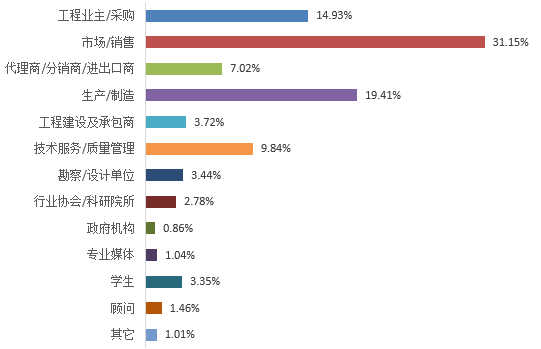 工程业主/采购 14.93%
市场/销售 31.15%
代理商/分销商/进出口商 7.02%
生产/制造 19.41%
工程建设及承包商 3.72%
技术服务/质量管理 9.84%
勘察/设计单位 3.44%
行业协会/科研院所 2.78%
政府机构 0.86%
专业媒体 1.04%
学生 3.35%
顾问 1.46%
其它 1.01%